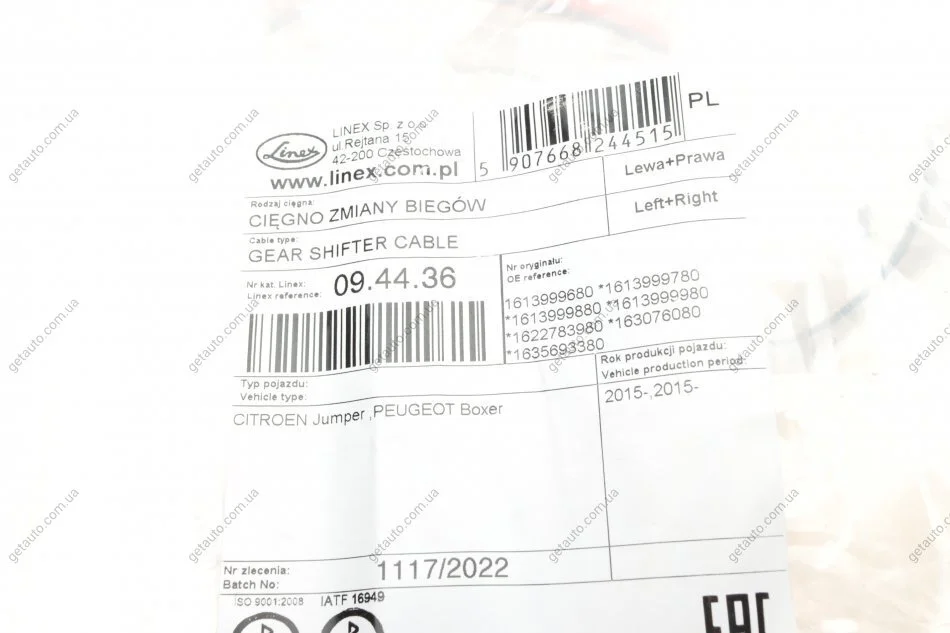 Linex
LINEX Sp. z o.o.
ul.Rejtana 15
42-200 Częstochowa
www.linex.com.pl
5 907668 244515
PL
Rodzaj cięgna:
CIĘGNO ZMIANY BIEGÓW
Lewa+Prawa
Cable type:
GEAR SHIFTER CABLE
Left+Right
Nr kat. Linex:
Linex reference:
09.44.36
Nr oryginału:
OE reference:
1613999680 *1613999780
*1613999880 *1613999980
*1622783980 *163076080
*1635693380
Typ pojazdu:
Vehicle type:
CITROEN Jumper ,PEUGEOT Boxer
Rok produkcji pojazdu:
Vehicle production period:
2015-,2015-
Nr zlecenia:
Batch No:
1117/2022
ISO 9001:2008
IATF 16949
EAC
getauto.com.ua